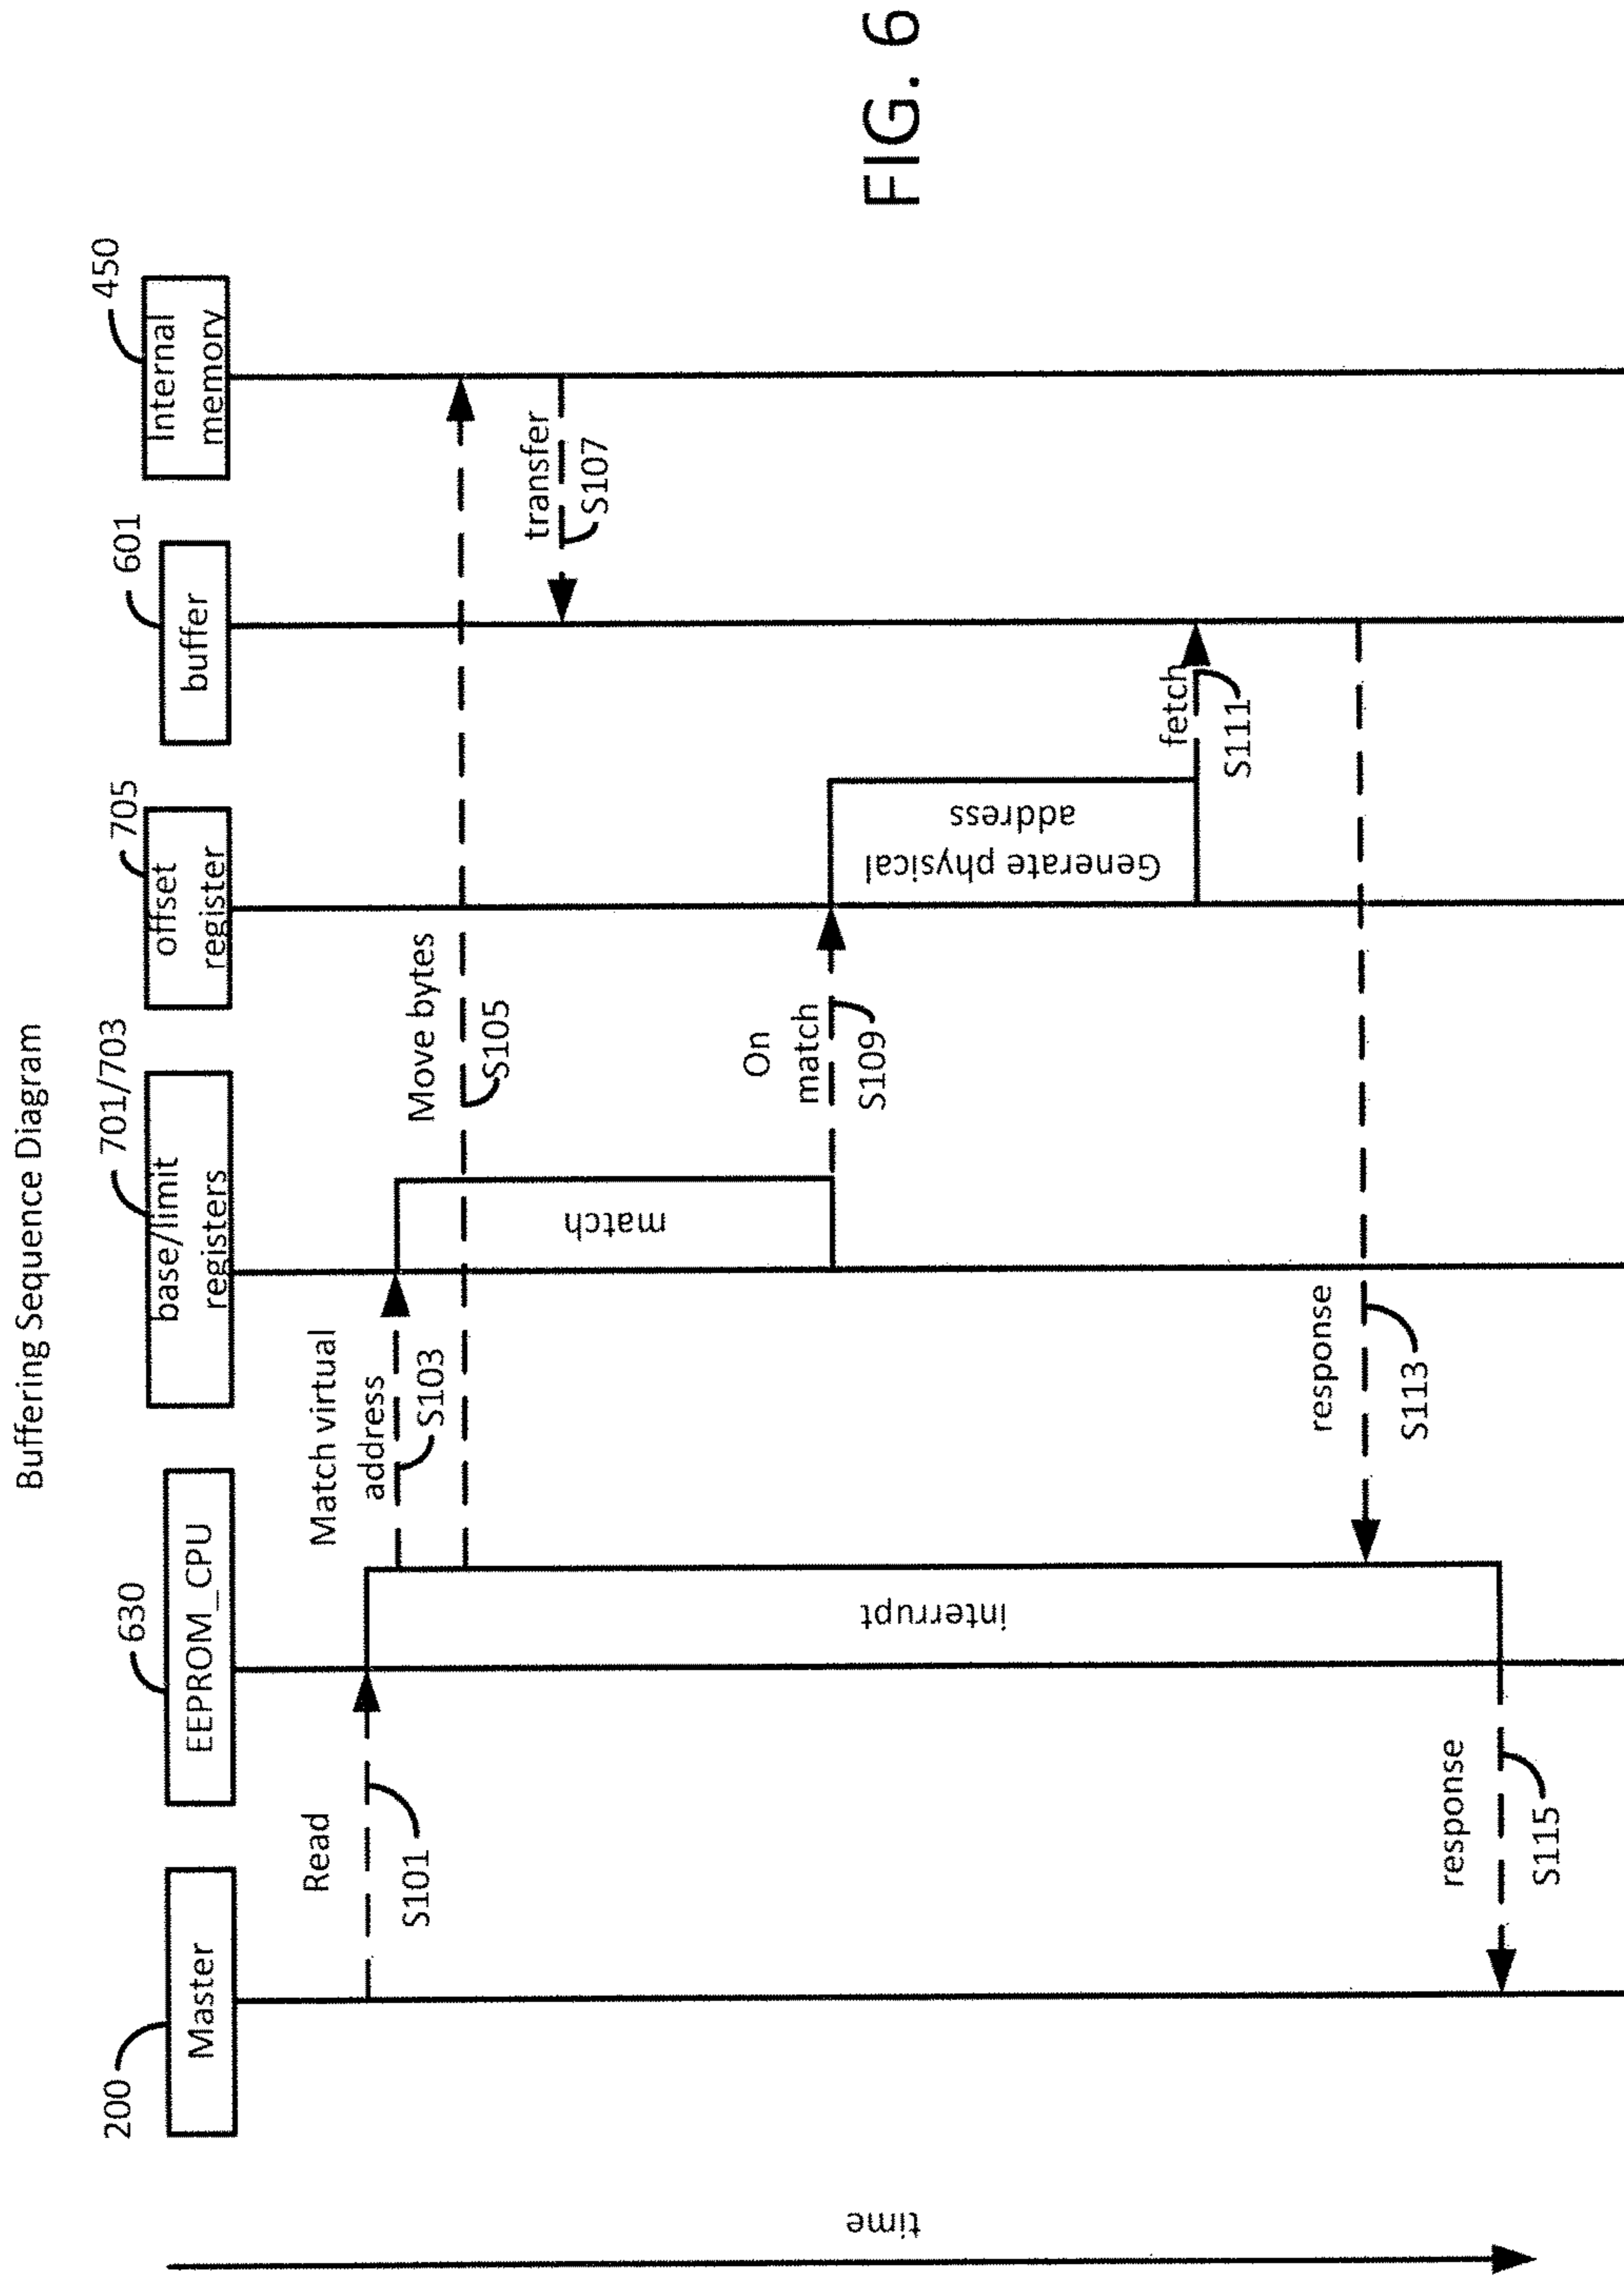 Buffering Sequence Diagram
200
630
701/703
705
601
450
Master
EEPROM_CPU
base/limit
registers
offset
register
buffer
Internal
memory
time
Read
S101
Match virtual
address
S103
Move bytes
S105
transfer
S107
match
On
match
S109
interrupt
Generate physical
address
fetch
S111
response
S113
response
S115
FIG. 6